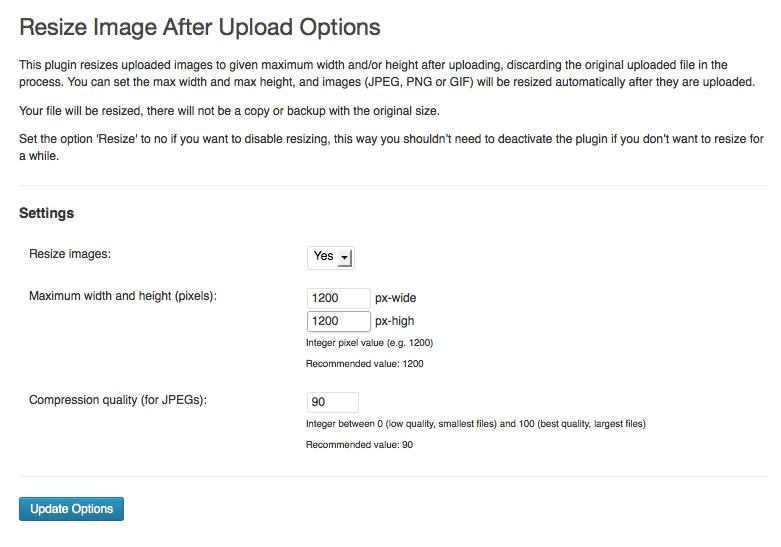 Resize Image After Upload Options
This plugin resizes uploaded images to given maximum width and/or height after uploading, discarding the original uploaded file in the
process. You can set the max width and max height, and images (JPEG, PNG or GIF) will be resized automatically after they are uploaded.
Your file will be resized, there will not be a copy or backup with the original size.
Set the option 'Resize' to no if you want to disable resizing, this way you shouldn't need to deactivate the plugin if you don't want to resize for
a while.
Settings
Resize images: Yes
Maximum width and height (pixels): 1200 px-wide
1200 px-high
Integer pixel value (e.g. 1200)
Recommended value: 1200
Compression quality (for JPEGs): 90
Integer between 0 (low quality, smallest files) and 100 (best quality, largest files)
Recommended value: 90
Update Options